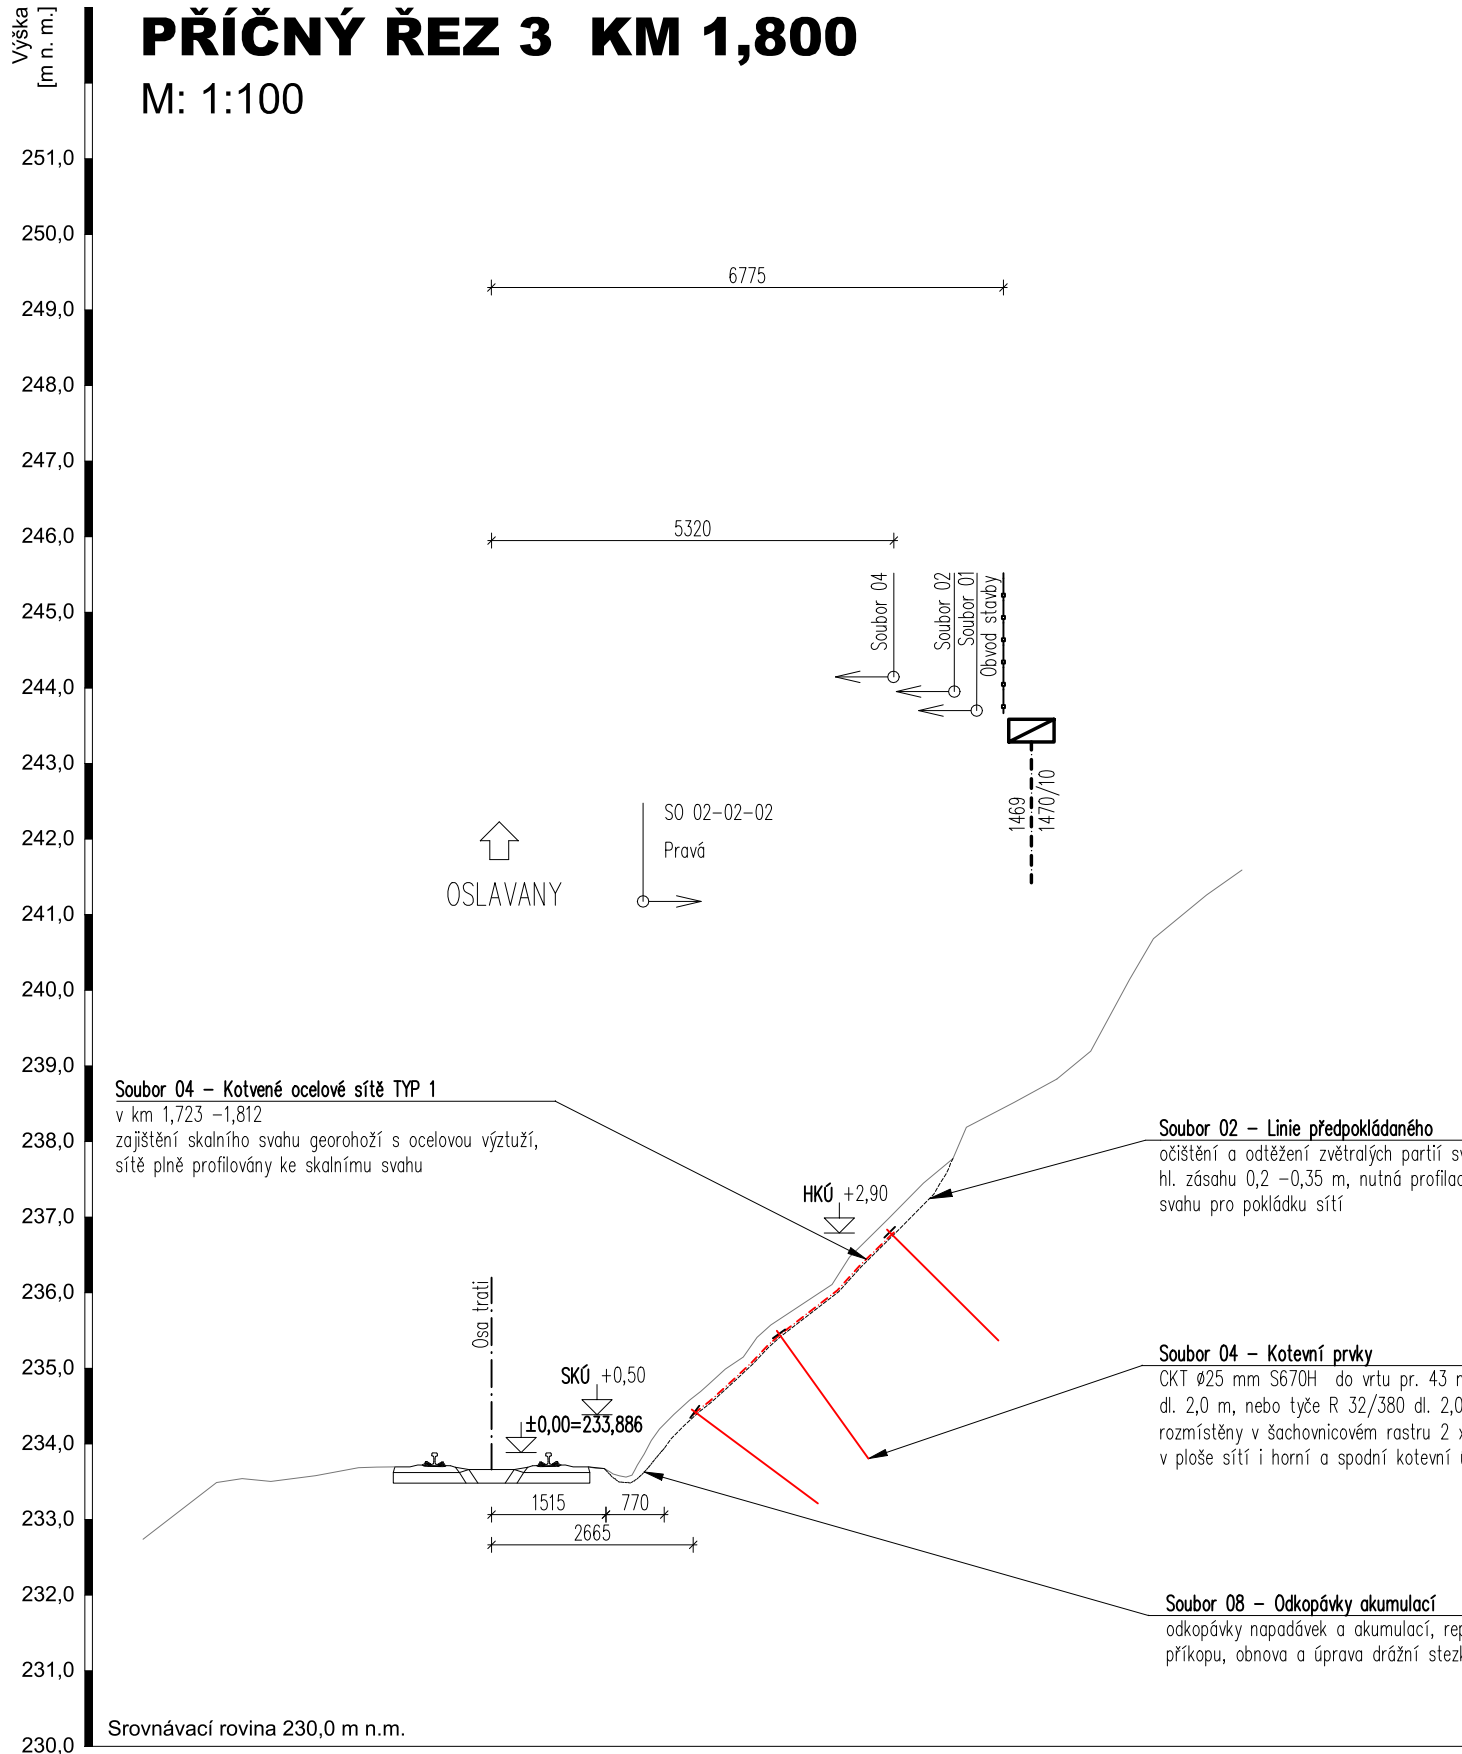 Výška
[m n. m.]
PŘÍČNÝ ŘEZ 3 KM 1,800
M: 1:100
251,0
250,0
6775
249,0
248,0
247,0
5320
246,0
245,0
Soubor 04
Soubor 02
Soubor 01
Obvod stavby
244,0
243,0
1469
1470/10
SO 02-02-02
Pravá
242,0
OSLAVANY
241,0
240,0
239,0
Soubor 04 – Kotvené ocelové sítě TYP 1
v km 1,723 –1,812
zajištění skalního svahu georohoží s ocelovou výztuží,
sítě plně profilovány ke skalnímu svahu
238,0
Soubor 02 – Linie předpokládaného
očištění a odtěžení zvětralých partií
hl. zásahu 0,2 –0,35 m, nutná
svahu pro pokládku sítí
HKÚ +2,90
237,0
236,0
Osa trati
235,0
SKÚ +0,50
±0,00=233,886
Soubor 04 – Kotevní prvky
CKT ø25 mm S670H do vrtu pr. 43
dl. 2,0 m, nebo tyče R 32/380 dl. 2,0
rozmístěny v šachovnicovém rastru 2
v ploše sítí i horní a spodní kotevní
234,0
233,0
1515
770
2665
232,0
Soubor 08 – Odkopávky akumulací
odkopávky napadávek a akumulací,
příkopu, obnova a úprava drážní
231,0
Srovnávací rovina 230,0 m n.m.
230,0